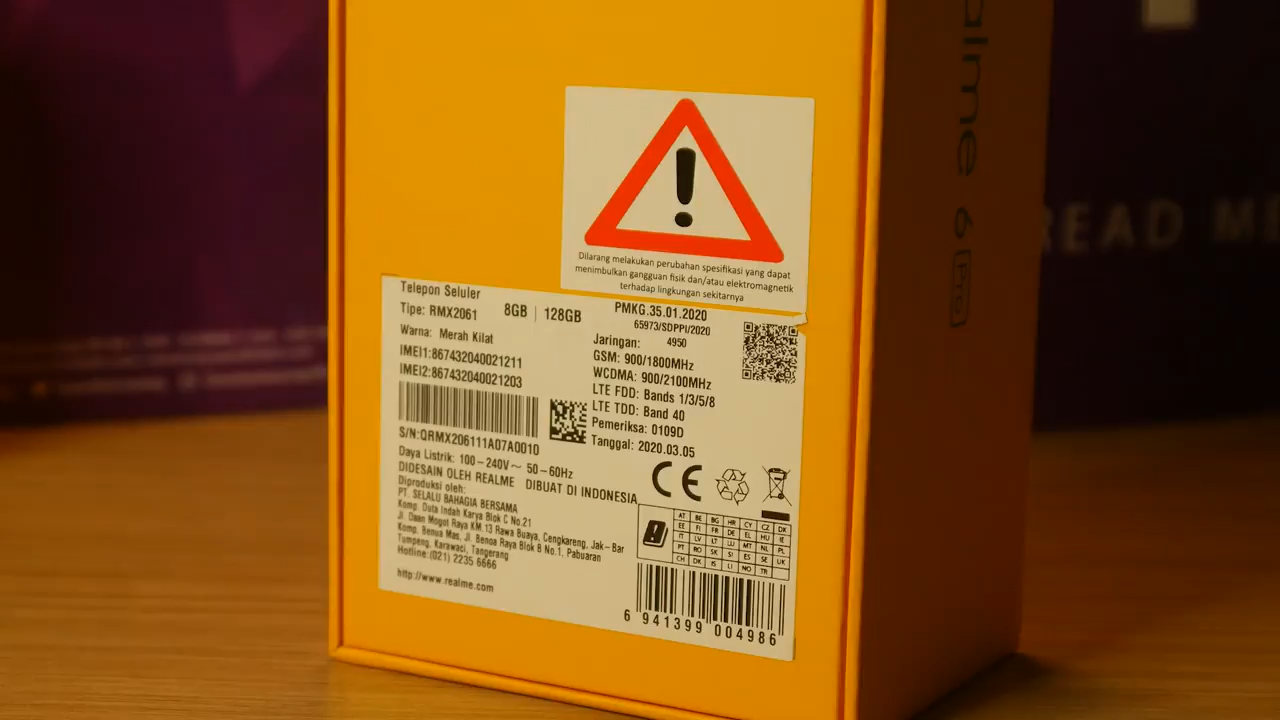 Dilarang melakukan perubahan spesifikasi yang dapat
menimbulkan gangguan fisik dan/atau elektromagnetik
terhadap lingkungan sekitarnya
Telepon Seluler
Tipe: RMX2061 8GB | 128GB
Warna: Merah Kilat
IMEI1:867432040021211
IMEI2:867432040021203
S/N:QRMX206111A07A0010
Daya Listrik: 100-240V~ 50-60Hz
DIDESAIN OLEH REALME DIBUAT DI INDONESIA
Diproduksi oleh:
PT. SELALU BAHAGIA BERSAMA
Komp. Duta Indah Karya Blok C No.21
Jl. Daan Mogot Raya KM.13 Rawa Buaya, Cengkareng, Jak-Bar
Komp. Benua Mas, Jl. Benoa Raya Blok B No.1, Pabuaran
Tumpeng, Karawaci, Tangerang
Hotline:(021) 2235 6666
http://www.realme.com
PMKG.35.01.2020
65973/SDPPI/2020
4950
Jaringan:
GSM: 900/1800MHz
WCDMA: 900/2100MHz
LTE FDD: Bands 1/3/5/8
LTE TDD: Band 40
Pemeriksa: 0109D
Tanggal: 2020.03.05
CE
AT BE BG HR CY CZ DK
EE FI FR DE EL HU IE
IT LV LT LU MT NL PL
PT RO SK SI ES SE UK
CH IS LI NO TR
6 941399 004986
alme 6 Pro
READ ME